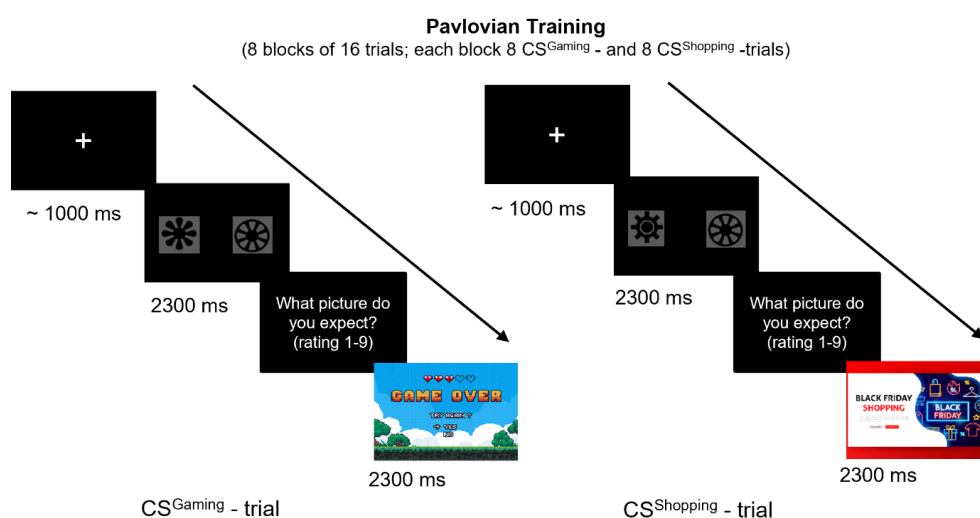 Pavlovian Training
(8 blocks of 16 trials; each block 8 CSGaming - and 8 CSShopping -trials)
+
~ 1000 ms
2300 ms
What picture do
you expect?
(rating 1-9)
GAME OVER
TRY AGAIN?
→ YES
NO
2300 ms
CSGaming - trial
+
~ 1000 ms
2300 ms
What picture do
you expect?
(rating 1-9)
BLACK FRIDAY
SHOPPING
BLACK
FRIDAY
2300 ms
CSShopping - trial